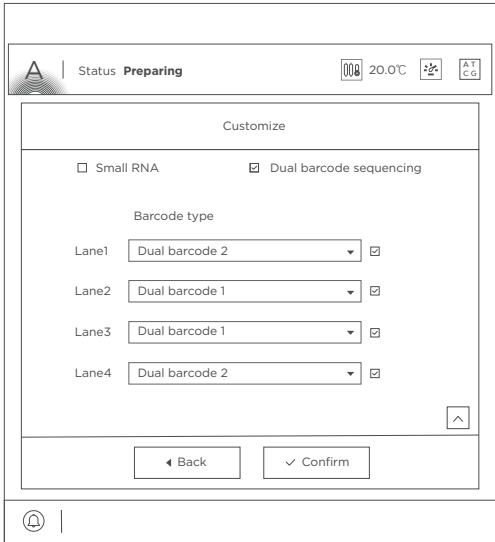 A
Status Preparing
20.0℃
A T
C G
Customize
Small RNA
Dual barcode sequencing
Barcode type
Lane1 Dual barcode 2
Lane2 Dual barcode 1
Lane3 Dual barcode 1
Lane4 Dual barcode 2
Back
Confirm